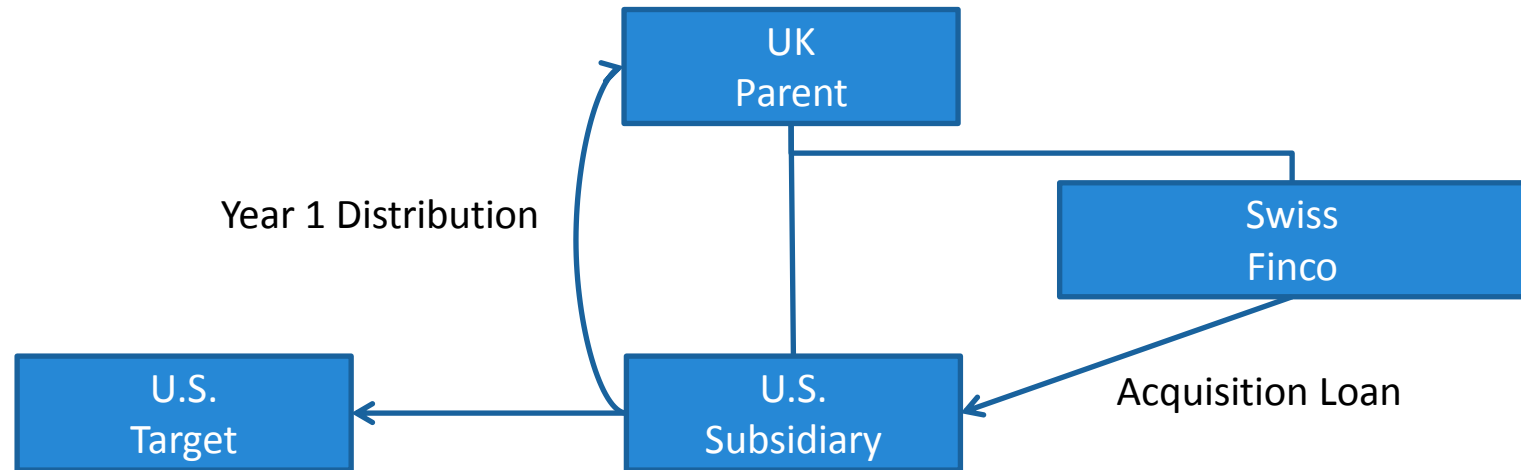 UK
Parent
Year 1 Distribution
Swiss
Finco
U.S.
Target
U.S.
Subsidiary
Acquisition Loan